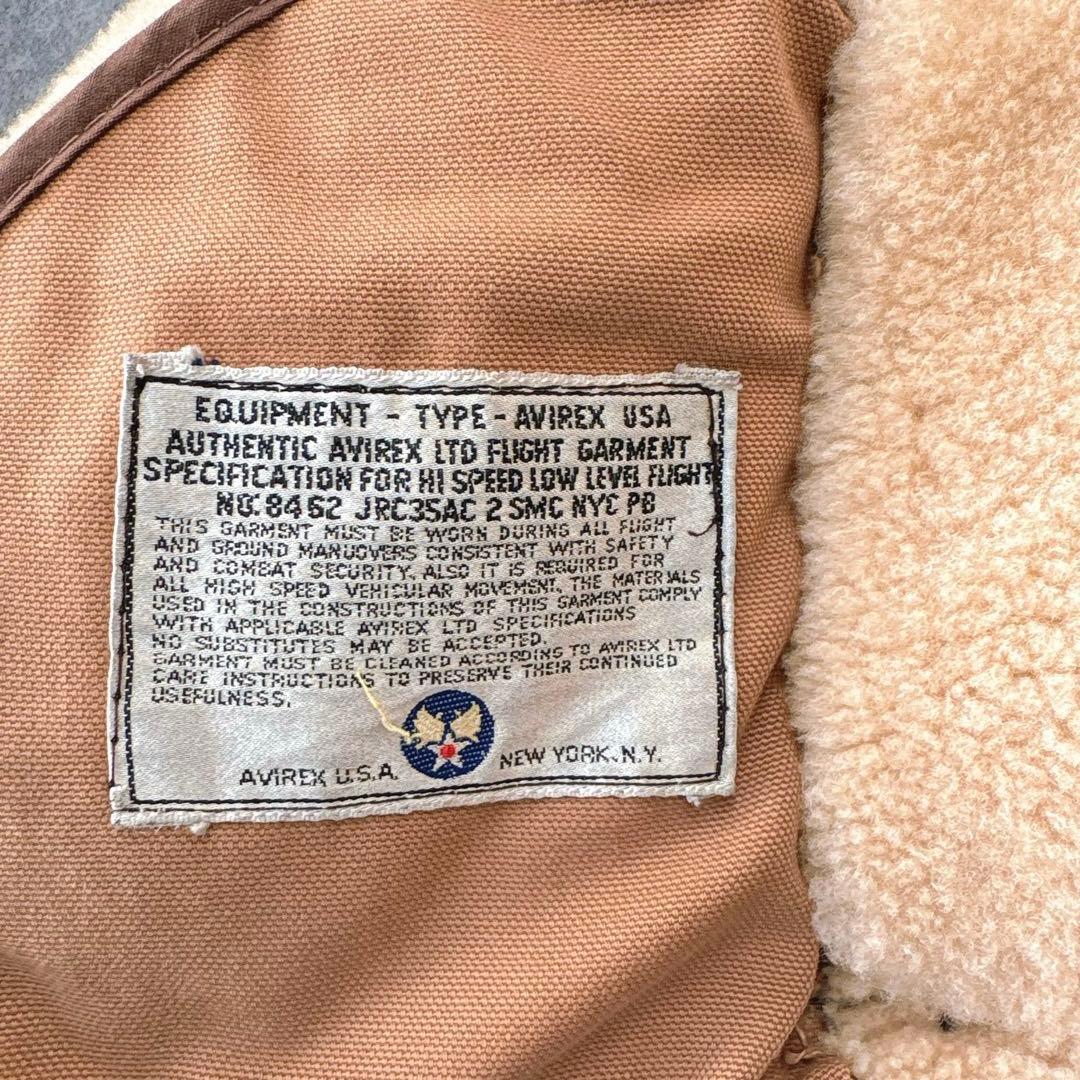 EQUIPMENT - TYPE - AVIREX USA
AUTHENTIC AVIREX LTD FLIGHT GARMENT
SPECIFICATION FOR HI SPEED LOW LEVEL FLIGHT
NO. 8462 JRC35AC 2 SMC NYC PB
THIS GARMENT MUST BE WORN DURING ALL FLIGHT
AND GROUND MANUOVERS CONSISTENT WITH SAFETY
AND COMBAT SECURITY. ALSO IT IS REQUIRED FOR
ALL HIGH SPEED VEHICULAR MOVEMENT. THE MATERIALS
USED IN THE CONSTRUCTIONS OF THIS GARMENT COMPLY
WITH APPLICABLE AVIREX LTD SPECIFICATIONS
NO SUBSTITUTES MAY BE ACCEPTED.
GARMENT MUST BE CLEANED ACCORDING TO AVIREX LTD
CARE INSTRUCTIONS TO PRESERVE THEIR CONTINUED
USEFULNESS.
AVIREX U.S.A. NEW YORK. N.Y.